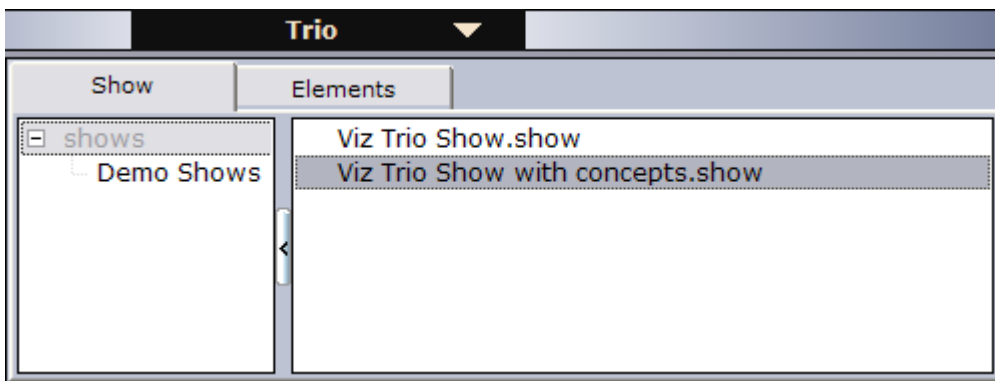 Trio
Show
Elements
shows
Demo Shows
Viz Trio Show.show
Viz Trio Show with concepts.show